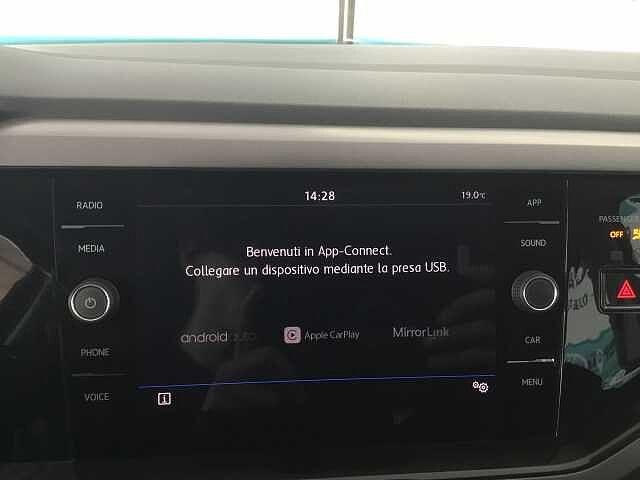 14:28
19.0°C
RADIO
MEDIA
PHONE
VOICE
Benvenuti in App-Connect.
Collegare un dispositivo mediante la presa USB.
androidauto
Apple CarPlay
MirrorLink
i
APP
SOUND
CAR
MENU
OFF